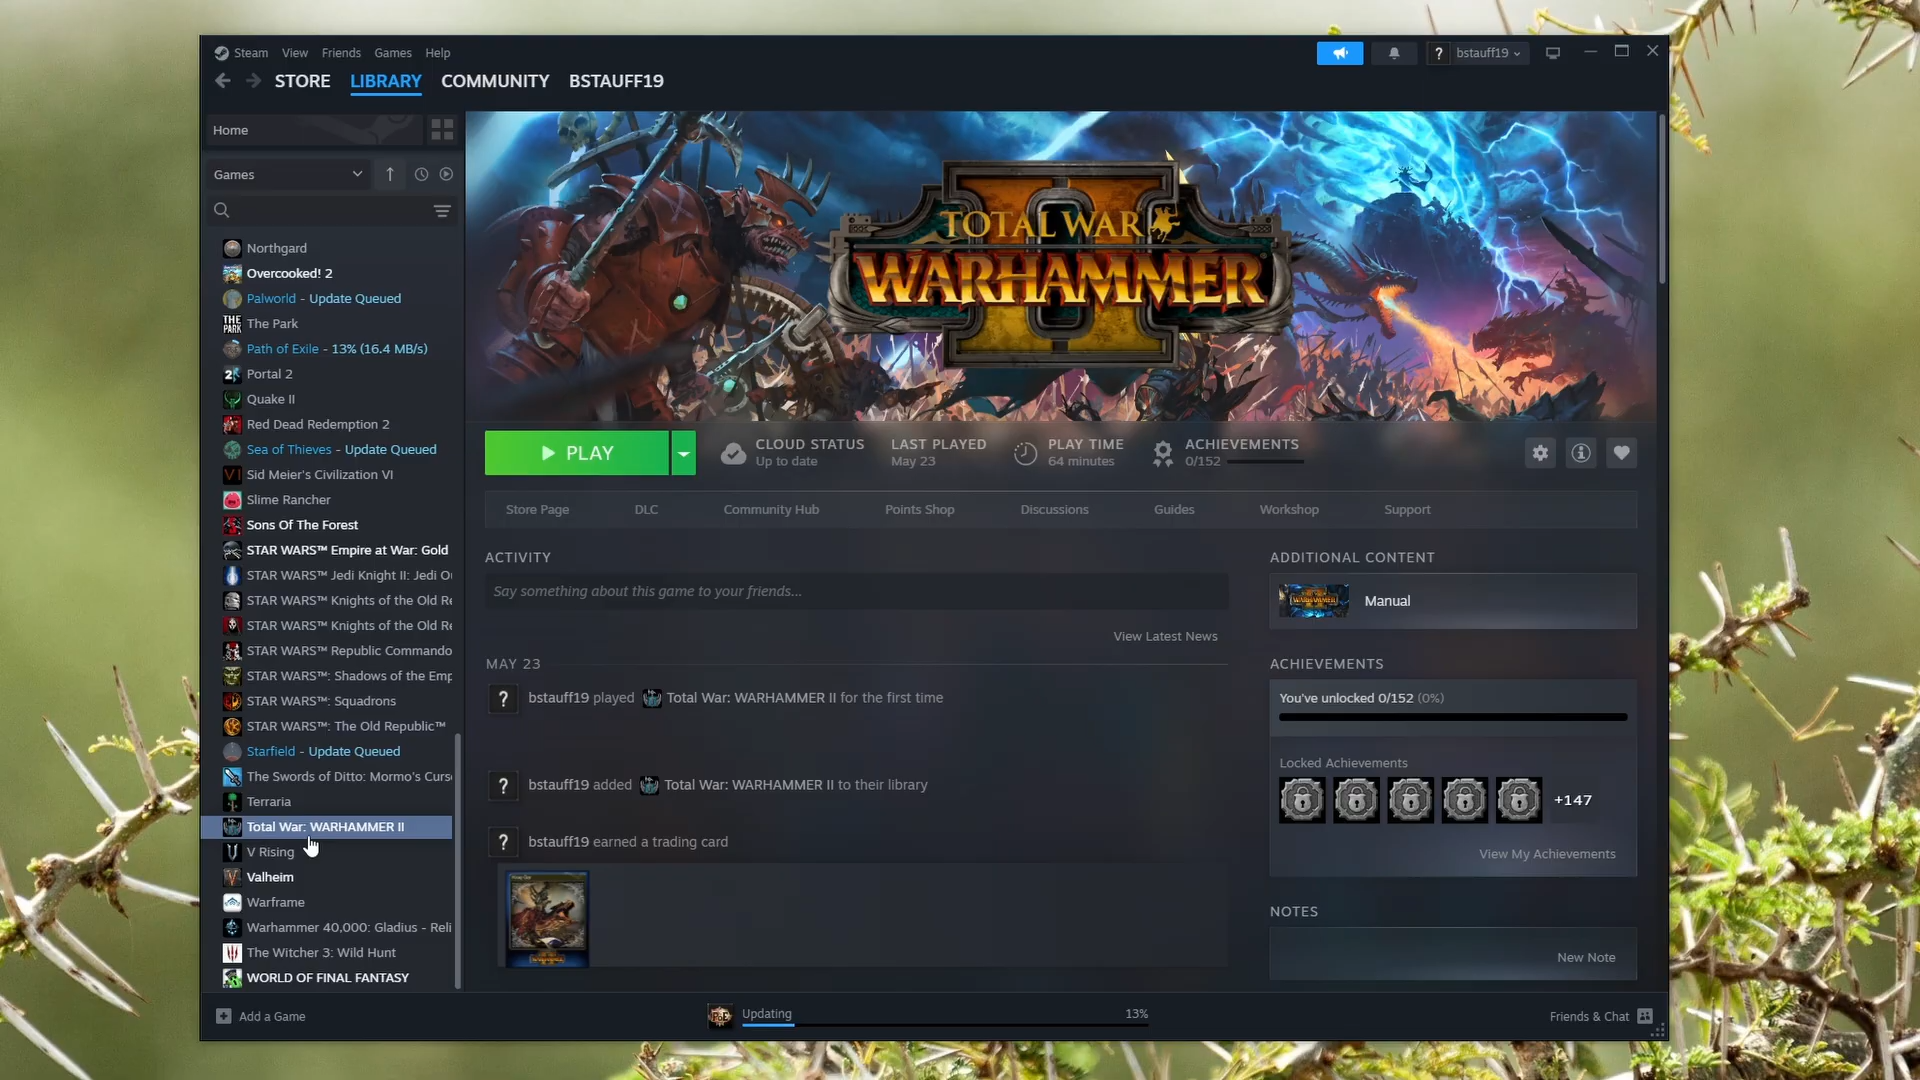 Steam View Friends Games Help
? bstauff19
STORE LIBRARY COMMUNITY BSTAUFF19
Home
Games
Northgard
Overcooked! 2
Palworld - Update Queued
The Park
Path of Exile - 13% (16.4 MB/s)
Portal 2
Quake II
Red Dead Redemption 2
Sea of Thieves - Update Queued
Sid Meier's Civilization VI
Slime Rancher
Sons Of The Forest
STAR WARS™ Empire at War: Gold
STAR WARS™ Jedi Knight II: Jedi
STAR WARS™ Knights of the Old Re
STAR WARS™ Knights of the Old Re
STAR WARS™ Republic Commando
STAR WARS™: Shadows of the Emp
STAR WARS™: Squadrons
STAR WARS™: The Old Republic™
Starfield - Update Queued
The Swords of Ditto: Mormo's Curs
Terraria
Total War: WARHAMMER II
V Rising
Valheim
Warframe
Warhammer 40,000: Gladius - Reli
The Witcher 3: Wild Hunt
WORLD OF FINAL FANTASY
TOTAL WAR
WARHAMMER
II
PLAY
CLOUD STATUS
Up to date
LAST PLAYED
May 23
PLAY TIME
64 minutes
ACHIEVEMENTS
0/152
Store Page DLC Community Hub Points Shop Discussions Guides Workshop Support
ACTIVITY
Say something about this game to your friends...
View Latest News
MAY 23
? bstauff19 played Total War: WARHAMMER II for the first time
? bstauff19 added Total War: WARHAMMER II to their library
? bstauff19 earned a trading card
ADDITIONAL CONTENT
WARHAMMER
Manual
ACHIEVEMENTS
You've unlocked 0/152 (0%)
Locked Achievements
+147
View My Achievements
NOTES
New Note
Add a Game
Updating 13%
Friends & Chat